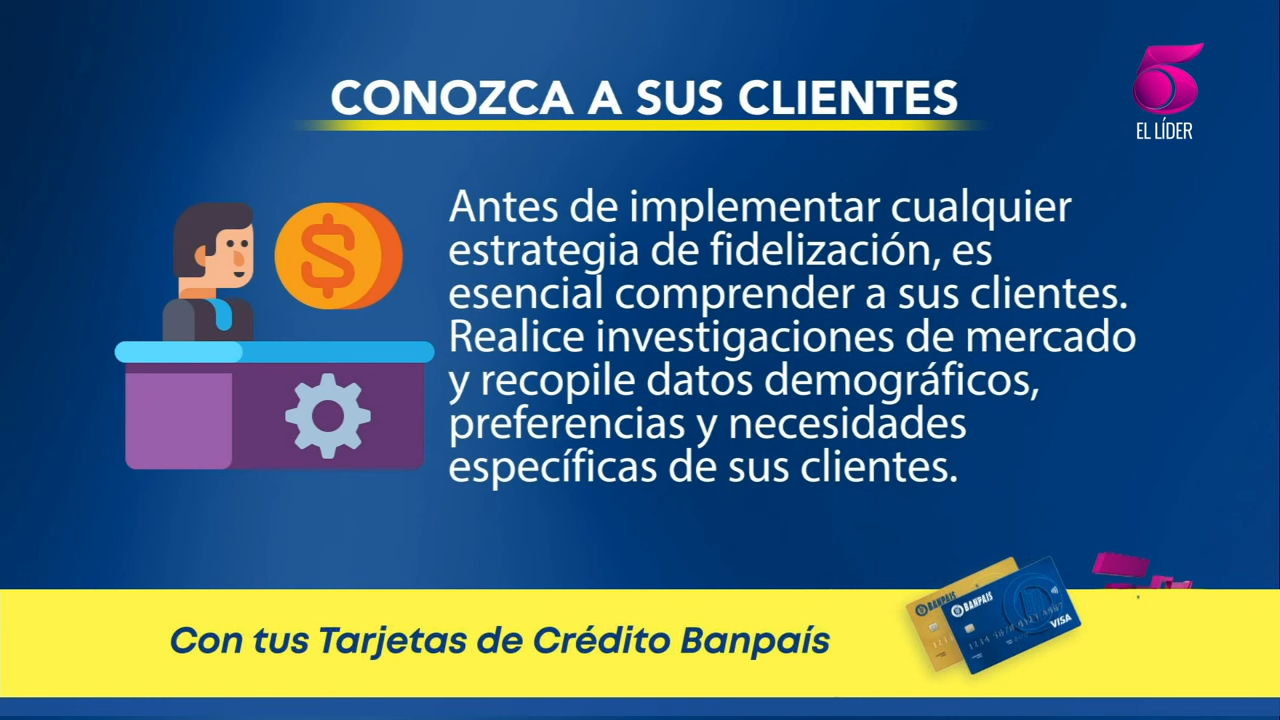 CONOZCA A SUS CLIENTES
5
EL LÍDER
Antes de implementar cualquier
estrategia de fidelización, es
esencial comprender a sus clientes.
Realice investigaciones de mercado
y recopile datos demográficos,
preferencias y necesidades
específicas de sus clientes.
Con tus Tarjetas de Crédito Banpaís
BANPAIS
BANPAIS
VISA